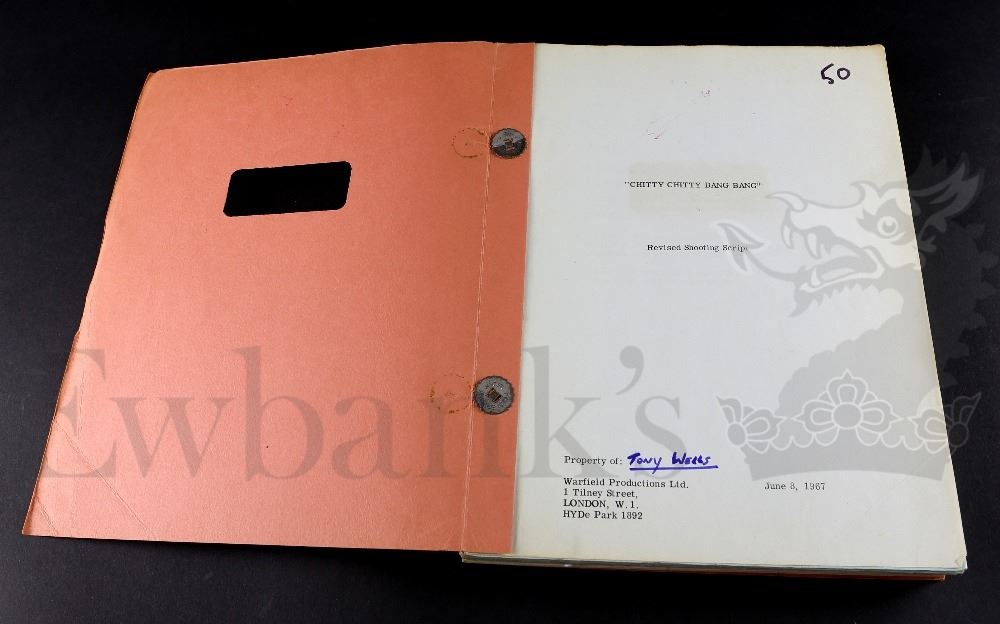 50
"CHITTY CHITTY BANG BANG"
Revised Shooting Script
Ewbank's
Property of: TONY WELLS
Warfield Productions Ltd.
1 Tilney Street,
LONDON, W.1.
HYDe Park 1892
June 8, 1967